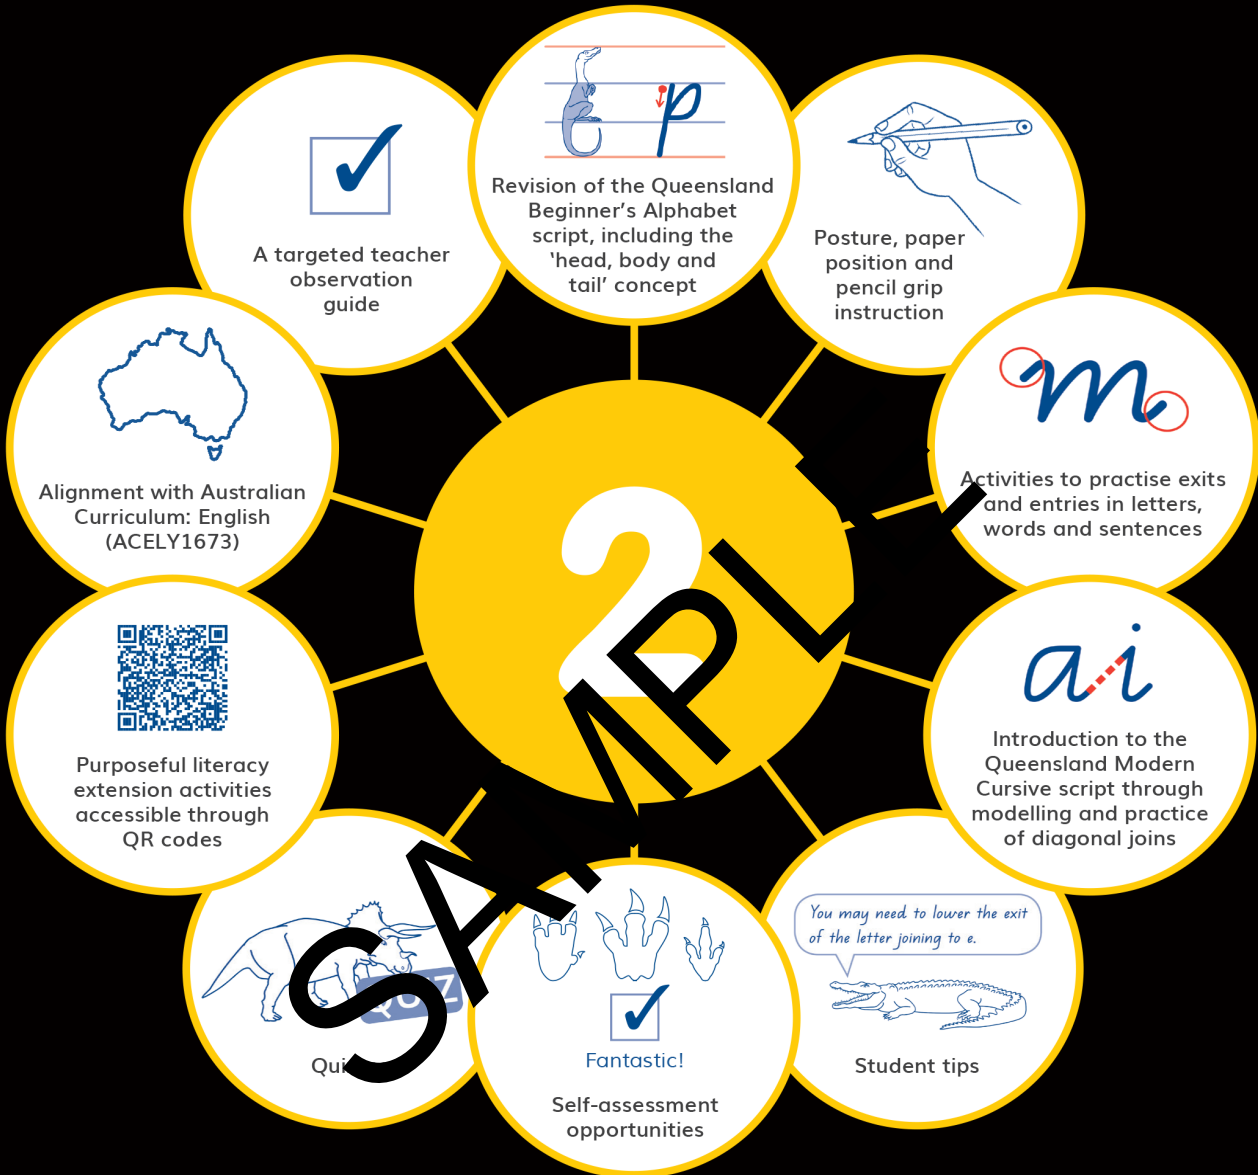 p
Revision of the Queensland
Beginner’s Alphabet
script, including the
‘head, body and
tail’ concept
Posture, paper
position and
pencil grip
instruction
m
Activities to practise exits
and entries in letters,
words and sentences
ai
Introduction to the
Queensland Modern
Cursive script through
modelling and practice
of diagonal joins
You may need to lower the exit
of the letter joining to e.
Student tips
Fantastic!
Self-assessment
opportunities
QUIZ
Purposeful literacy
extension activities
accessible through
QR codes
Alignment with Australian
Curriculum: English
(ACELY1673)
A targeted teacher
observation
guide
2
SAMPLE